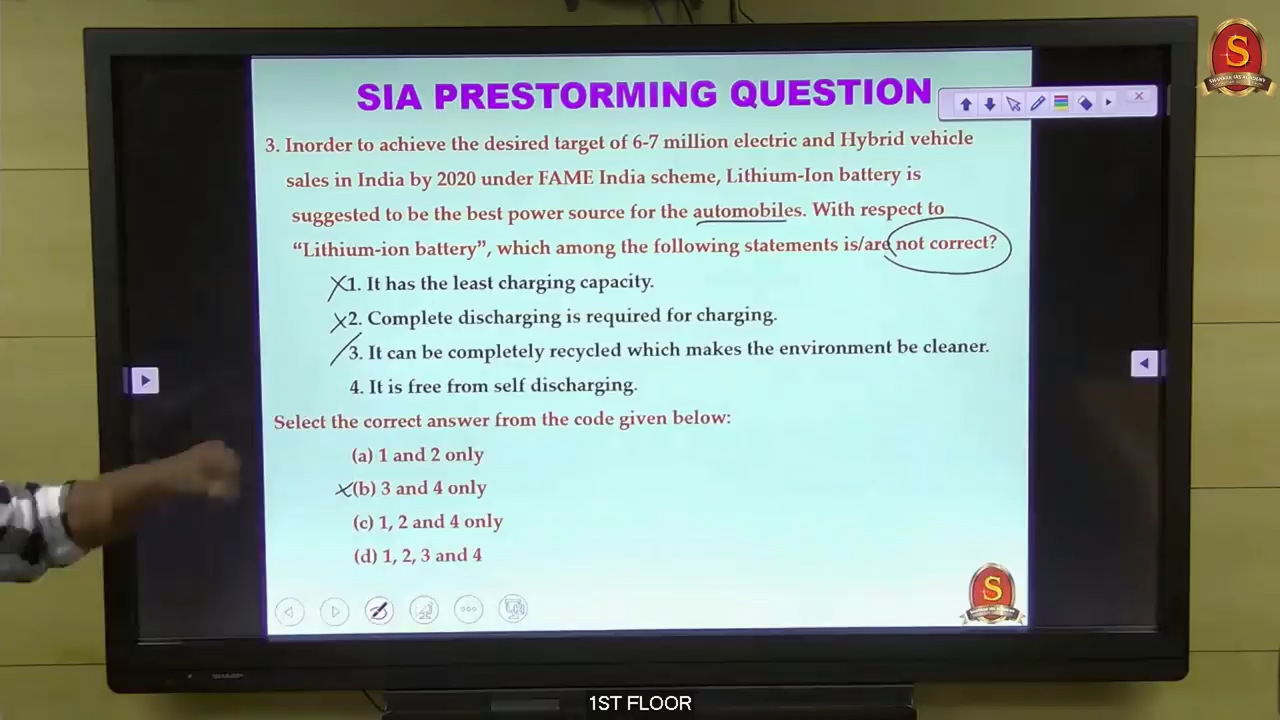 SIA PRESTORMING QUESTION
3. Inorder to achieve the desired target of 6-7 million electric and Hybrid vehicle
sales in India by 2020 under FAME India scheme, Lithium-Ion battery is
suggested to be the best power source for the automobiles. With respect to
“Lithium-ion battery”, which among the following statements is/are not correct?
1. It has the least charging capacity.
2. Complete discharging is required for charging.
3. It can be completely recycled which makes the environment be cleaner.
4. It is free from self discharging.
Select the correct answer from the code given below:
(a) 1 and 2 only
(b) 3 and 4 only
(c) 1, 2 and 4 only
(d) 1, 2, 3 and 4
S
SHANKAR IAS ACADEMY
S
SHARP
1ST FLOOR